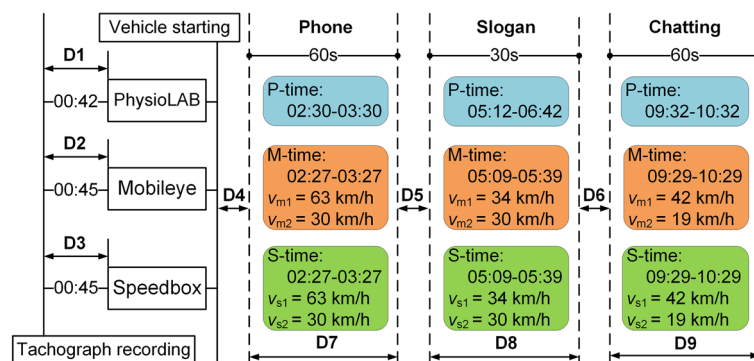 Vehicle starting
Phone
Slogan
Chatting
60s
30s
60s
D1
00:42
PhysioLAB
P-time:
02:30-03:30
P-time:
05:12-06:42
P-time:
09:32-10:32
D2
00:45
Mobileye
D4
M-time:
02:27-03:27
vm1 = 63 km/h
vm2 = 30 km/h
D5
M-time:
05:09-05:39
vm1 = 34 km/h
vm2 = 30 km/h
D6
M-time:
09:29-10:29
vm1 = 42 km/h
vm2 = 19 km/h
D3
00:45
Speedbox
S-time:
02:27-03:27
vs1 = 63 km/h
vs2 = 30 km/h
S-time:
05:09-05:39
vs1 = 34 km/h
vs2 = 30 km/h
S-time:
09:29-10:29
vs1 = 42 km/h
vs2 = 19 km/h
Tachograph recording
D7
D8
D9